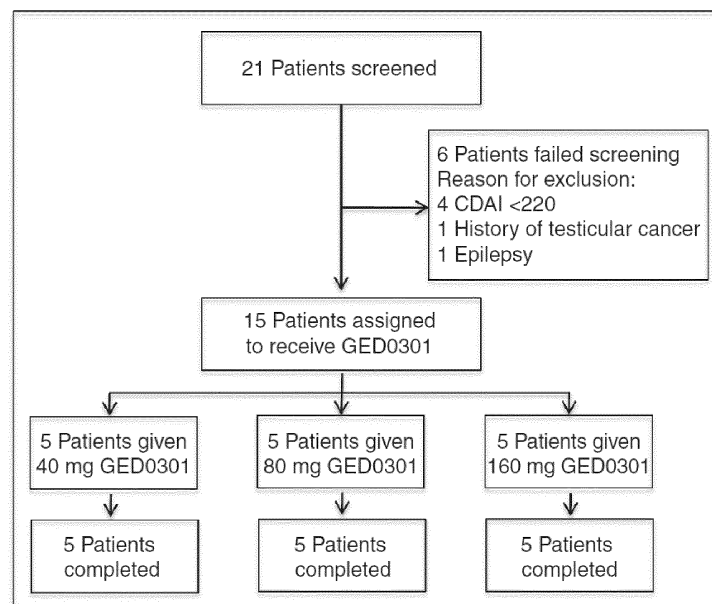 21 Patients screened
6 Patients failed screening
Reason for exclusion:
4 CDAI <220
1 History of testicular cancer
1 Epilepsy
15 Patients assigned
to receive GED0301
5 Patients given
40 mg GED0301
5 Patients given
80 mg GED0301
5 Patients given
160 mg GED0301
5 Patients
completed
5 Patients
completed
5 Patients
completed